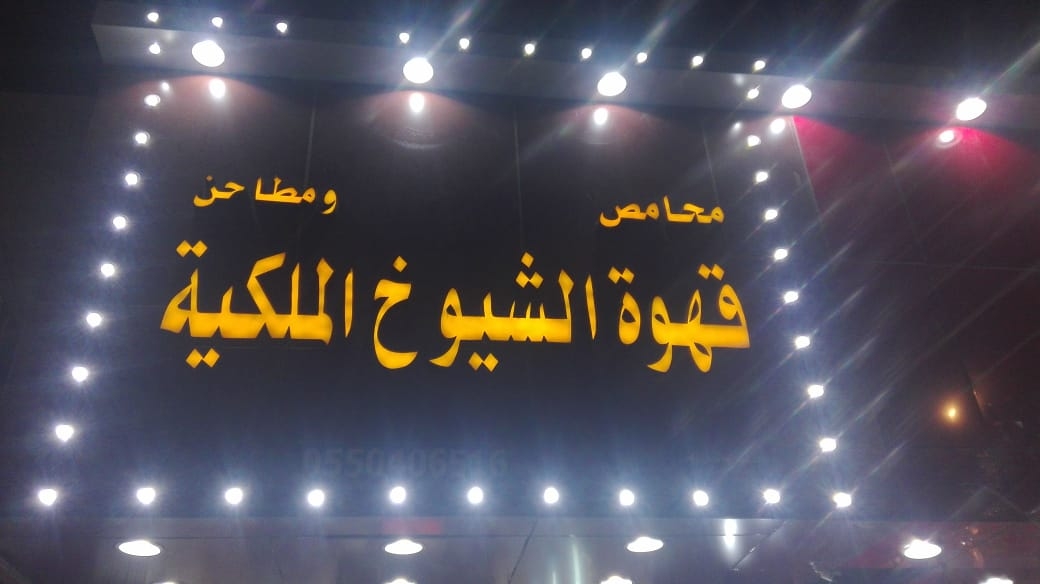 محامص ومطاحن
قهوة الشيوخ الملكية